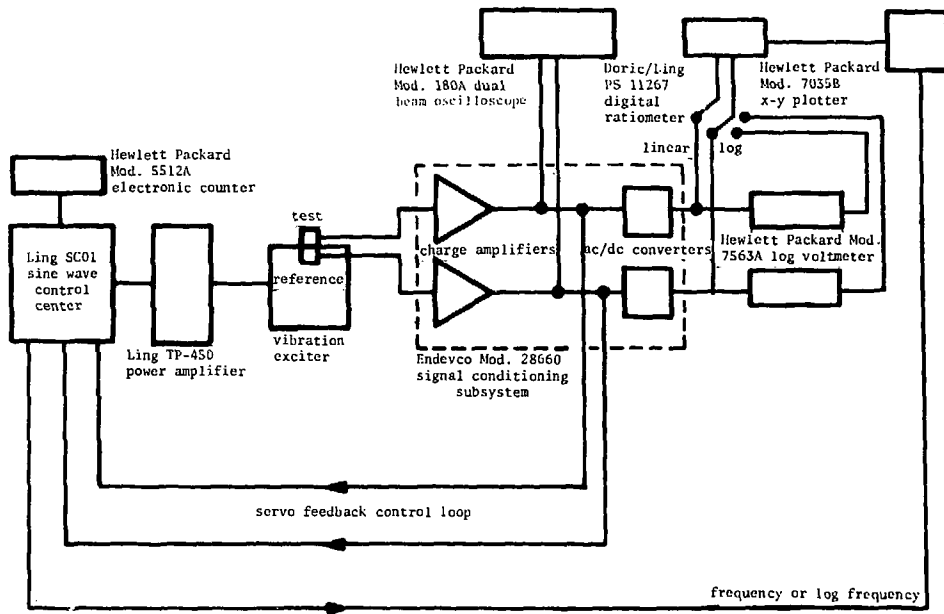 Hewlett Packard
Mod. 180A dual
beam oscilloscope
Doric/Ling
PS 11267
digital
ratiometer
Hewlett Packard
Mod. 7035B
x-y plotter
linear
log
Hewlett Packard
Mod. 5512A
electronic counter
Ling SC01
sine wave
control
center
Ling TP-450
power amplifier
test
reference
vibration
exciter
charge amplifiers
ac/dc converters
Hewlett Packard Mod.
7563A log voltmeter
Endevco Mod. 28660
signal conditioning
subsystem
servo feedback control loop
frequency or log frequency